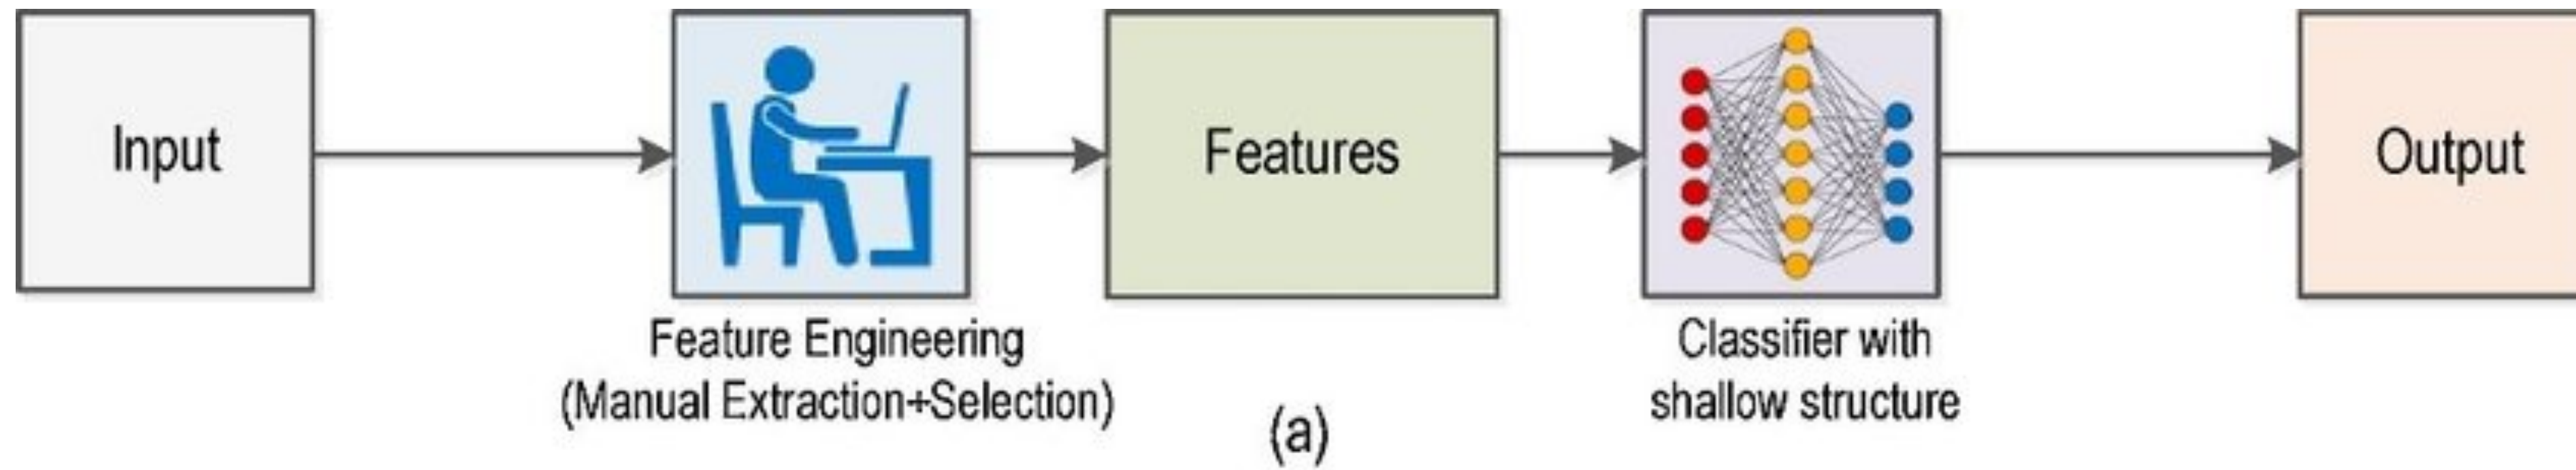 Input
Features
Output
Feature Engineering
(Manual Extraction+Selection)
Classifier with
shallow structure
(a)